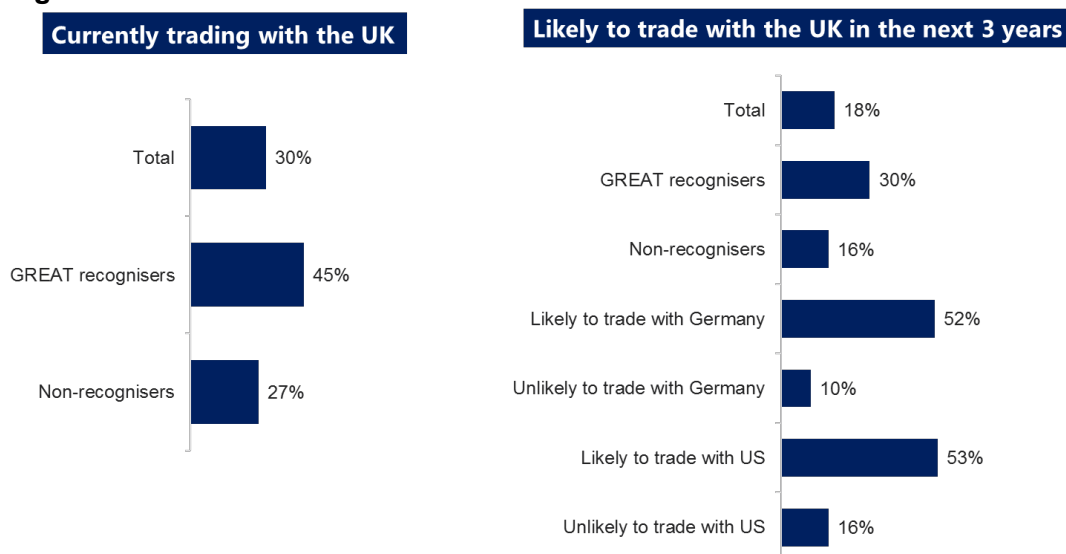 Currently trading with the UK
Total 30%
GREAT recognisers 45%
Non-recognisers 27%
Likely to trade with the UK in the next 3 years
Total 18%
GREAT recognisers 30%
Non-recognisers 16%
Likely to trade with Germany 52%
Unlikely to trade with Germany 10%
Likely to trade with US 53%
Unlikely to trade with US 16%